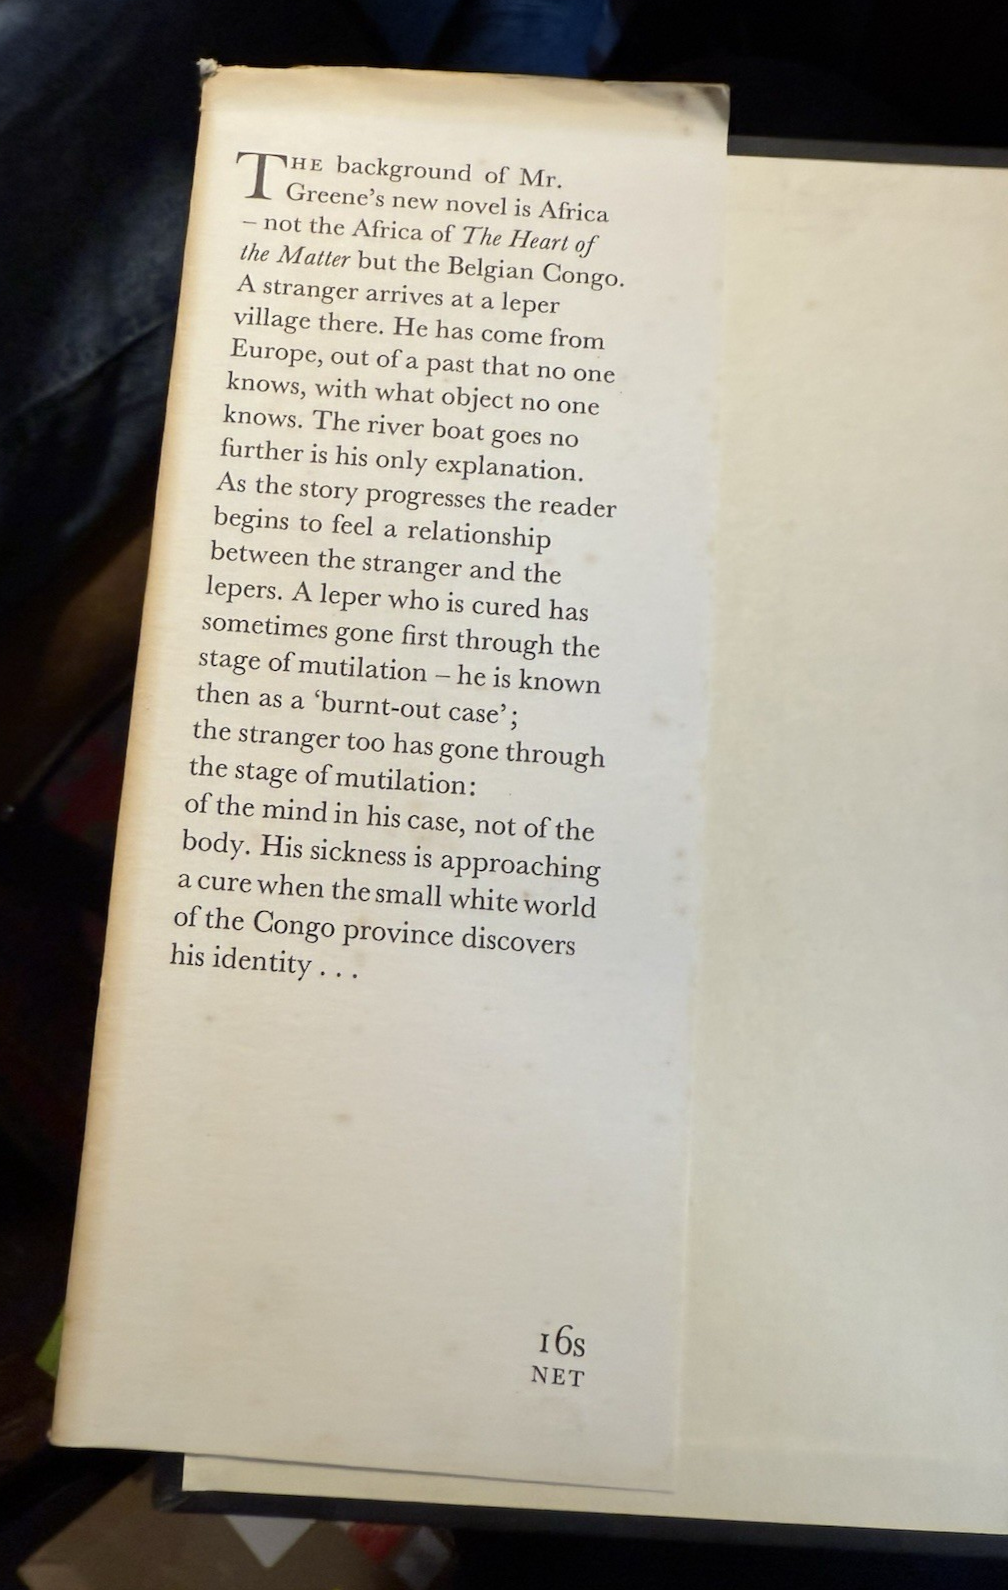 THE background of Mr.
Greene's new novel is Africa
– not the Africa of The Heart of
the Matter but the Belgian Congo.
A stranger arrives at a leper
village there. He has come from
Europe, out of a past that no one
knows, with what object no one
knows. The river boat goes no
further is his only explanation.
As the story progresses the reader
begins to feel a relationship
between the stranger and the
lepers. A leper who is cured has
sometimes gone first through the
stage of mutilation – he is known
then as a ‘burnt-out case’;
the stranger too has gone through
the stage of mutilation:
of the mind in his case, not of the
body. His sickness is approaching
a cure when the small white world
of the Congo province discovers
his identity . . .
16s
NET